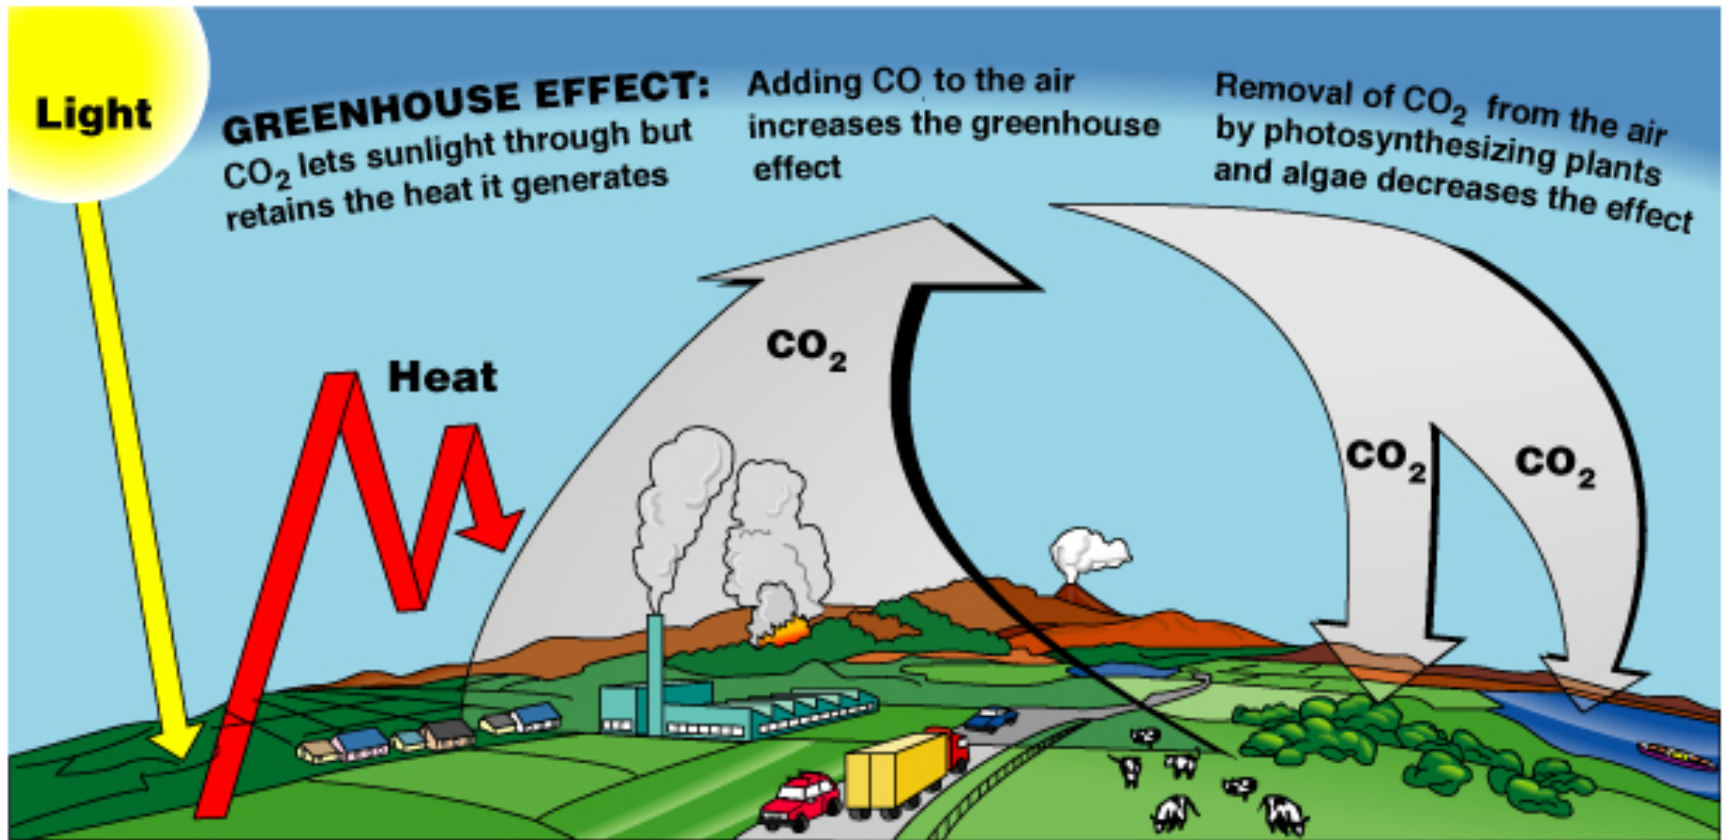 Light
GREENHOUSE EFFECT:
CO₂ lets sunlight through but
retains the heat it generates
Adding CO to the air
increases the greenhouse
effect
Removal of CO₂ from the air
by photosynthesizing plants
and algae decreases the effect
Heat
CO₂
CO₂
CO₂